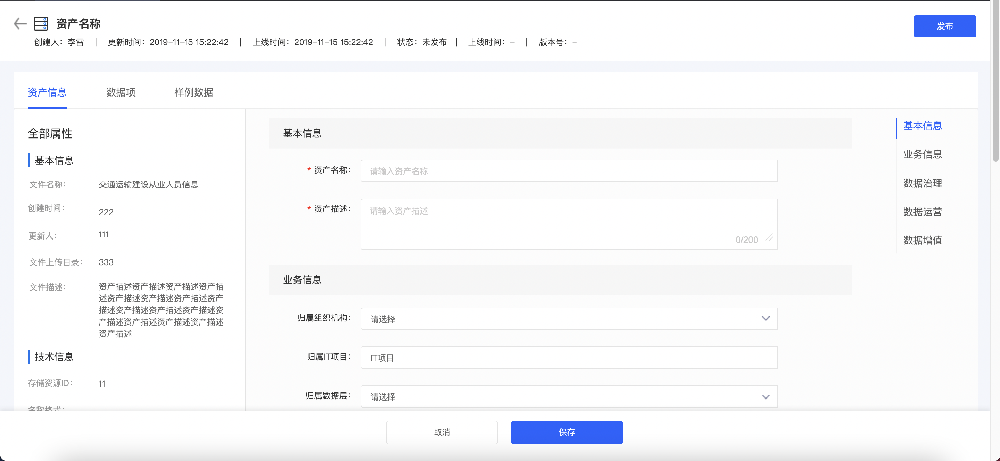 资产名称
发布
创建人：李雷 | 更新时间：2019-11-15 15:22:42 | 上线时间：2019-11-15 15:22:42 | 状态：未发布 | 上线时间：- | 版本号：-
资产信息 数据项 样例数据
全部属性
基本信息
文件名称： 交通运输建设从业人员信息
创建时间： 222
更新人： 111
文件上传目录： 333
文件描述： 资产描述资产描述资产描述资产描
述资产描述资产描述资产描述资产
描述资产描述资产描述资产描述资
产描述资产描述资产描述资产描述
资产描述
技术信息
存储资源ID： 11
名称格式：
基本信息
* 资产名称： 请输入资产名称
* 资产描述： 请输入资产描述
0/200
业务信息
归属组织机构： 请选择
归属IT项目： IT项目
归属数据层： 请选择
基本信息
业务信息
数据治理
数据运营
数据增值
取消 保存